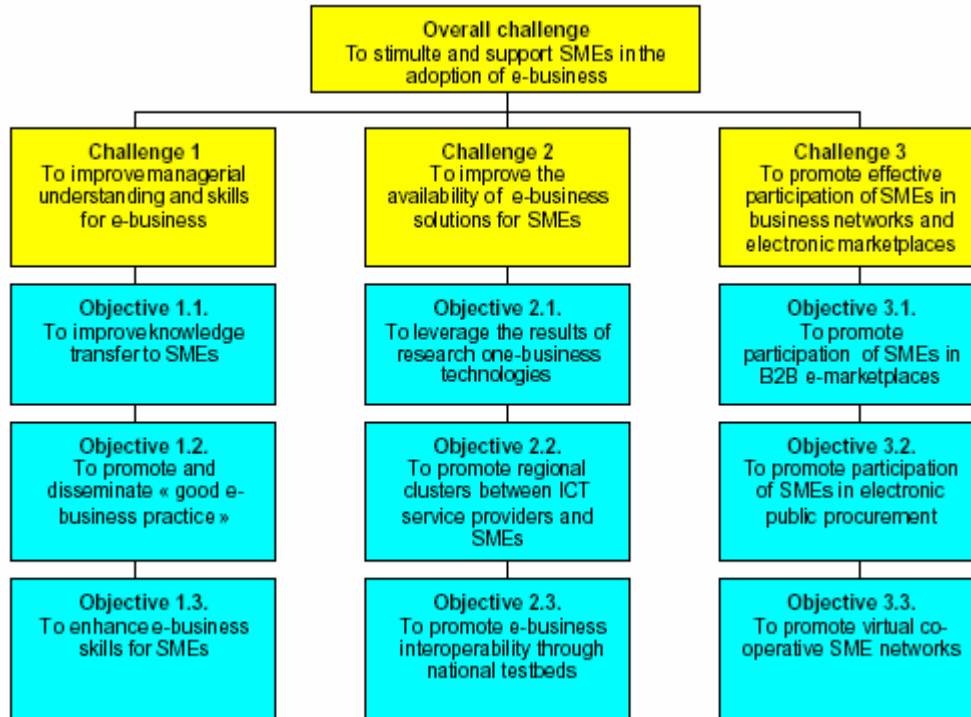 Overall challenge
To stimulte and support SMEs in the
adoption of e-business
Challenge 1
To improve managerial
understanding and skills
for e-business
Challenge 2
To improve the
availability of e-business
solutions for SMEs
Challenge 3
To promote effective
participation of SMEs in
business networks and
electronic marketplaces
Objective 1.1.
To improve knowledge
transfer to SMEs
Objective 2.1.
To leverage the results of
research one-business
technologies
Objective 3.1.
To promote
participation of SMEs in
B2B e-marketplaces
Objective 1.2.
To promote and
disseminate « good e-
business practice »
Objective 2.2.
To promote regional
clusters between ICT
service providers and
SMEs
Objective 3.2.
To promote participation
of SMEs in electronic
public procurement
Objective 1.3.
To enhance e-business
skills for SMEs
Objective 2.3.
To promote e-business
interoperability through
national testbeds
Objective 3.3.
To promote virtual co-
operative SME networks